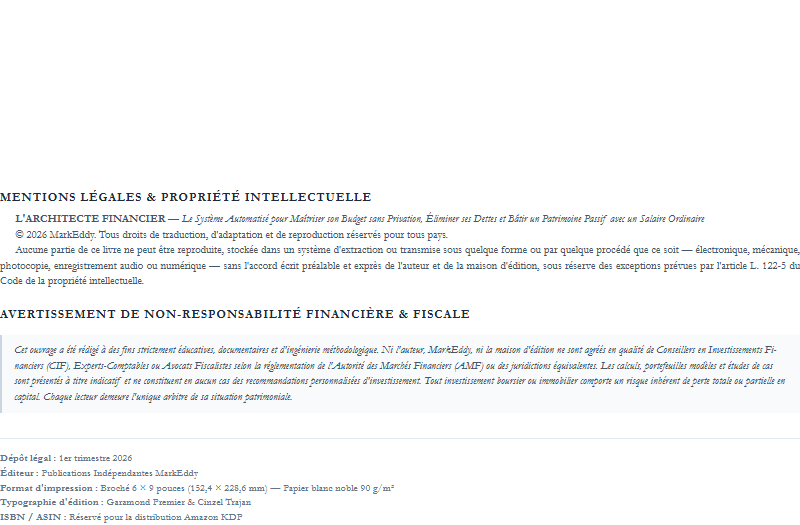 MENTIONS LÉGALES & PROPRIÉTÉ INTELLECTUELLE
L'ARCHITECTE FINANCIER — Le Système Automatisé pour Maîtriser son Budget sans Privation, Éliminer ses Dettes et Bâtir un Patrimoine Passif avec un Salaire Ordinaire
© 2026 MarkEddy. Tous droits de traduction, d'adaptation et de reproduction réservés pour tous pays.
Aucune partie de ce livre ne peut être reproduite, stockée dans un système d'extraction ou transmise sous quelque forme ou par quelque procédé que ce soit — électronique, mécanique,
photocopie, enregistrement audio ou numérique — sans l'accord écrit préalable et exprès de l'auteur et de la maison d'édition, sous réserve des exceptions prévues par l'article L. 122-5 du
Code de la propriété intellectuelle.
AVERTISSEMENT DE NON-RESPONSABILITÉ FINANCIÈRE & FISCALE
Cet ouvrage a été rédigé à des fins strictement éducatives, documentaires et d'ingénierie méthodologique. Ni l'auteur, MarkEddy, ni la maison d'édition ne sont agréés en qualité de Conseillers en Investissements Fi-
nanciers (CIF), Experts-Comptables ou Avocats Fiscalistes selon la réglementation de l'Autorité des Marchés Financiers (AMF) ou des juridictions équivalentes. Les calculs, portefeuilles modèles et études de cas
sont présentés à titre indicatif et ne constituent en aucun cas des recommandations personnalisées d'investissement. Tout investissement boursier ou immobilier comporte un risque inhérent de perte totale ou partielle en
capital. Chaque lecteur demeure l'unique arbitre de sa situation patrimoniale.
Dépôt légal : 1er trimestre 2026
Éditeur : Publications Indépendantes MarkEddy
Format d'impression : Broché 6 × 9 pouces (152,4 × 228,6 mm) — Papier blanc noble 90 g/m²
Typographie d'édition : Garamond Premier & Cinzel Trajan
ISBN / ASIN : Réservé pour la distribution Amazon KDP